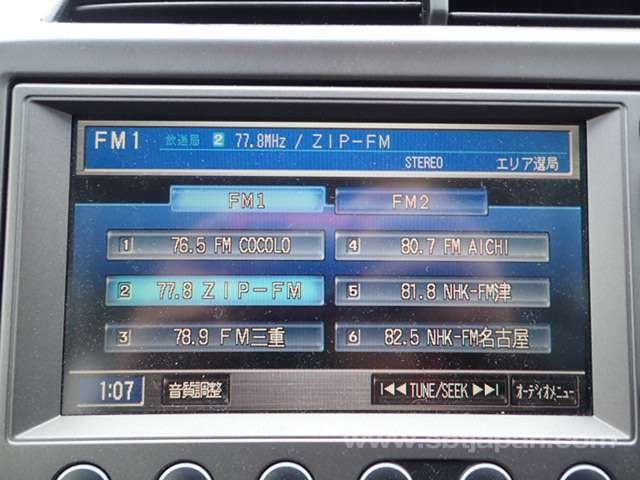 FM1 放送局 2 77.8MHz / ZIP-FM
STEREO エリア選局
FM1 FM2
1 76.5 FM COCOLO 4 80.7 FM AICHI
2 77.8 ZIP-FM 5 81.8 NHK-FM津
3 78.9 FM三重 6 82.5 NHK-FM名古屋
1:07 音質調整 TUNE/SEEK オーディオメニュー
www.sbtjapan.com